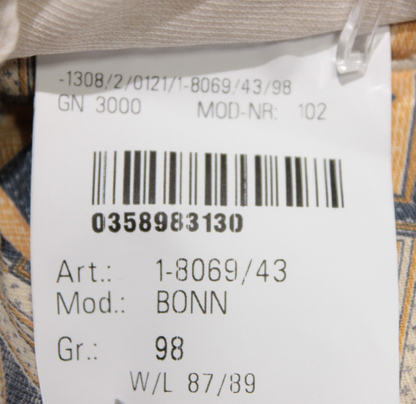 -1308/2/0121/1-8069/43/98
GN 3000 MOD-NR: 102
0358983130
Art.: 1-8069/43
Mod.: BONN
Gr.: 98
W/L 87/89